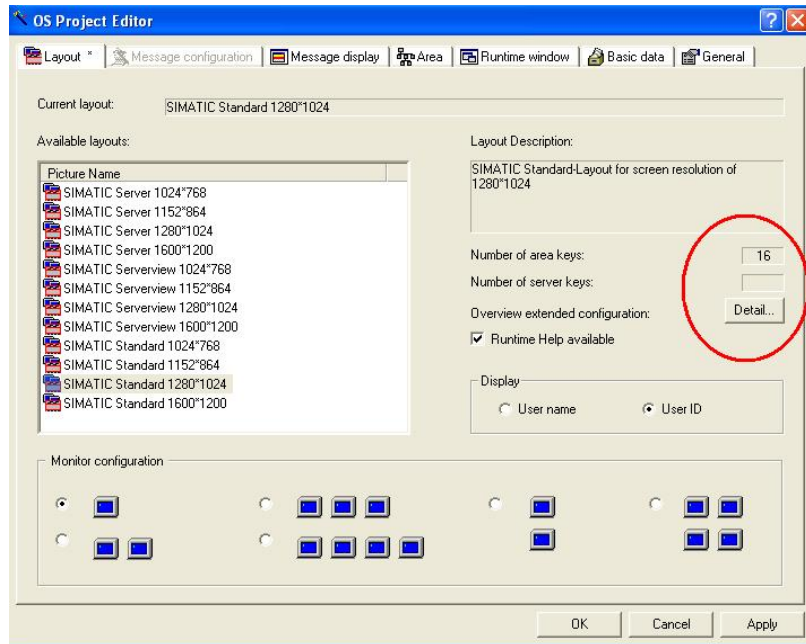 OS Project Editor
Layout *
Message configuration
Message display
Area
Runtime window
Basic data
General
Current layout:
SIMATIC Standard 1280*1024
Available layouts:
Picture Name
SIMATIC Server 1024*768
SIMATIC Server 1152*864
SIMATIC Server 1280*1024
SIMATIC Server 1600*1200
SIMATIC Serverview 1024*768
SIMATIC Serverview 1152*864
SIMATIC Serverview 1280*1024
SIMATIC Serverview 1600*1200
SIMATIC Standard 1024*768
SIMATIC Standard 1152*864
SIMATIC Standard 1280*1024
SIMATIC Standard 1600*1200
Layout Description:
SIMATIC Standard-Layout for screen resolution of
1280*1024
Number of area keys:
16
Number of server keys:
Overview extended configuration:
Detail...
Runtime Help available
Display
User name
User ID
Monitor configuration
OK
Cancel
Apply